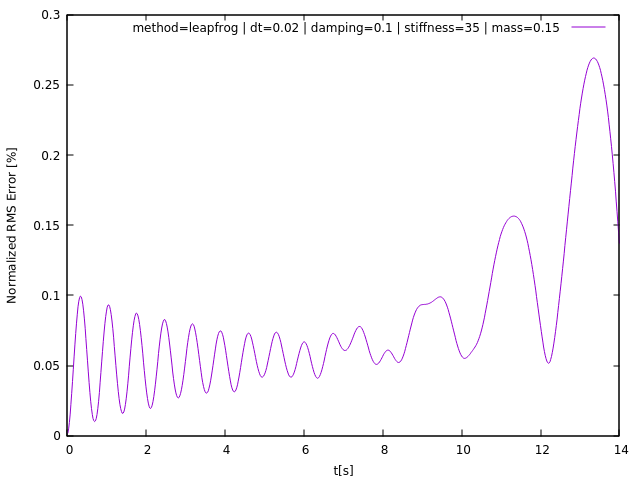 method=leapfrog | dt=0.02 | damping=0.1 | stiffness=35 | mass=0.15
0.3
0.25
0.2
0.15
0.1
0.05
0
Normalized RMS Error [%]
0 2 4 6 8 10 12 14
t[s]